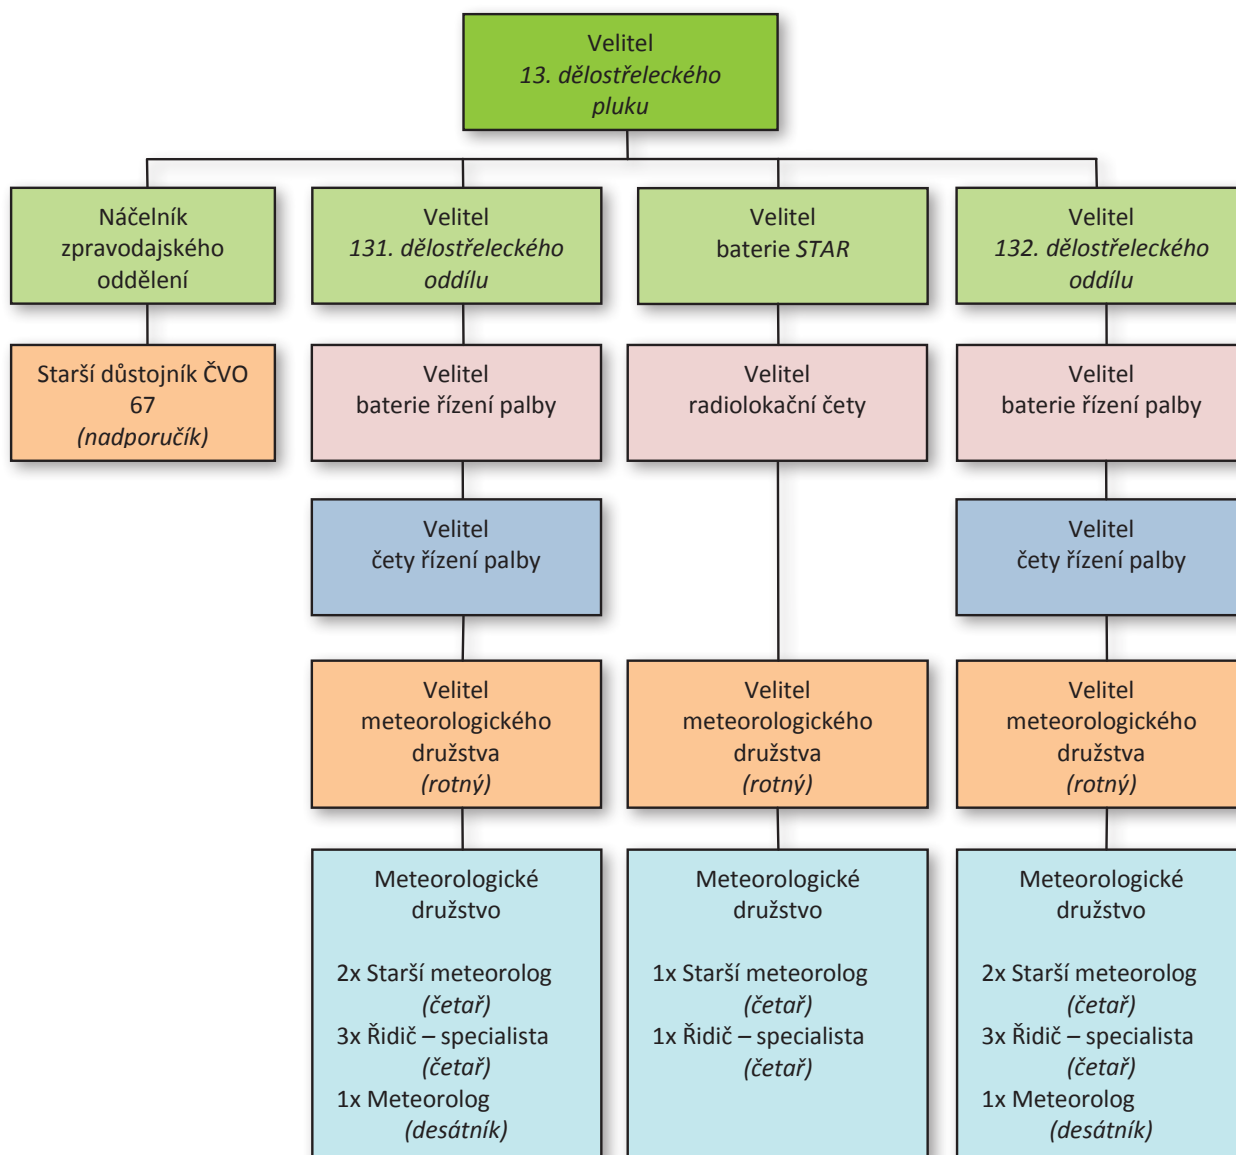 Velitel
13. dělostřeleckého
pluku
Náčelník
zpravodajského
oddělení
Velitel
131. dělostřeleckého
oddílu
Velitel
baterie STAR
Velitel
132. dělostřeleckého
oddílu
Starší důstojník ČVO
67
(nadporučík)
Velitel
baterie řízení palby
Velitel
radiolokační čety
Velitel
baterie řízení palby
Velitel
čety řízení palby
Velitel
čety řízení palby
Velitel
meteorologického
družstva
(rotný)
Velitel
meteorologického
družstva
(rotný)
Velitel
meteorologického
družstva
(rotný)
Meteorologické
družstvo
2x Starší meteorolog
(četař)
3x Řidič – specialista
(četař)
1x Meteorolog
(desátník)
Meteorologické
družstvo
1x Starší meteorolog
(četař)
1x Řidič – specialista
(četař)
Meteorologické
družstvo
2x Starší meteorolog
(četař)
3x Řidič – specialista
(četař)
1x Meteorolog
(desátník)